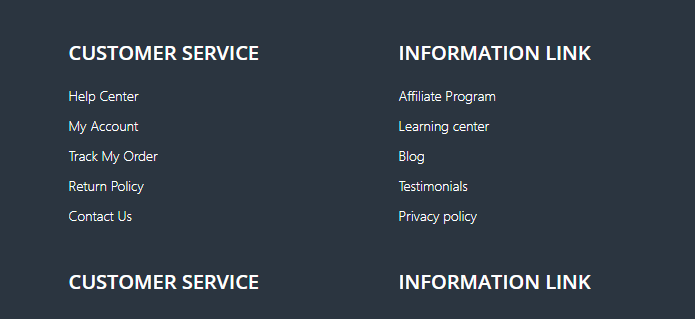 CUSTOMER SERVICE
Help Center
My Account
Track My Order
Return Policy
Contact Us
INFORMATION LINK
Affiliate Program
Learning center
Blog
Testimonials
Privacy policy
CUSTOMER SERVICE
INFORMATION LINK